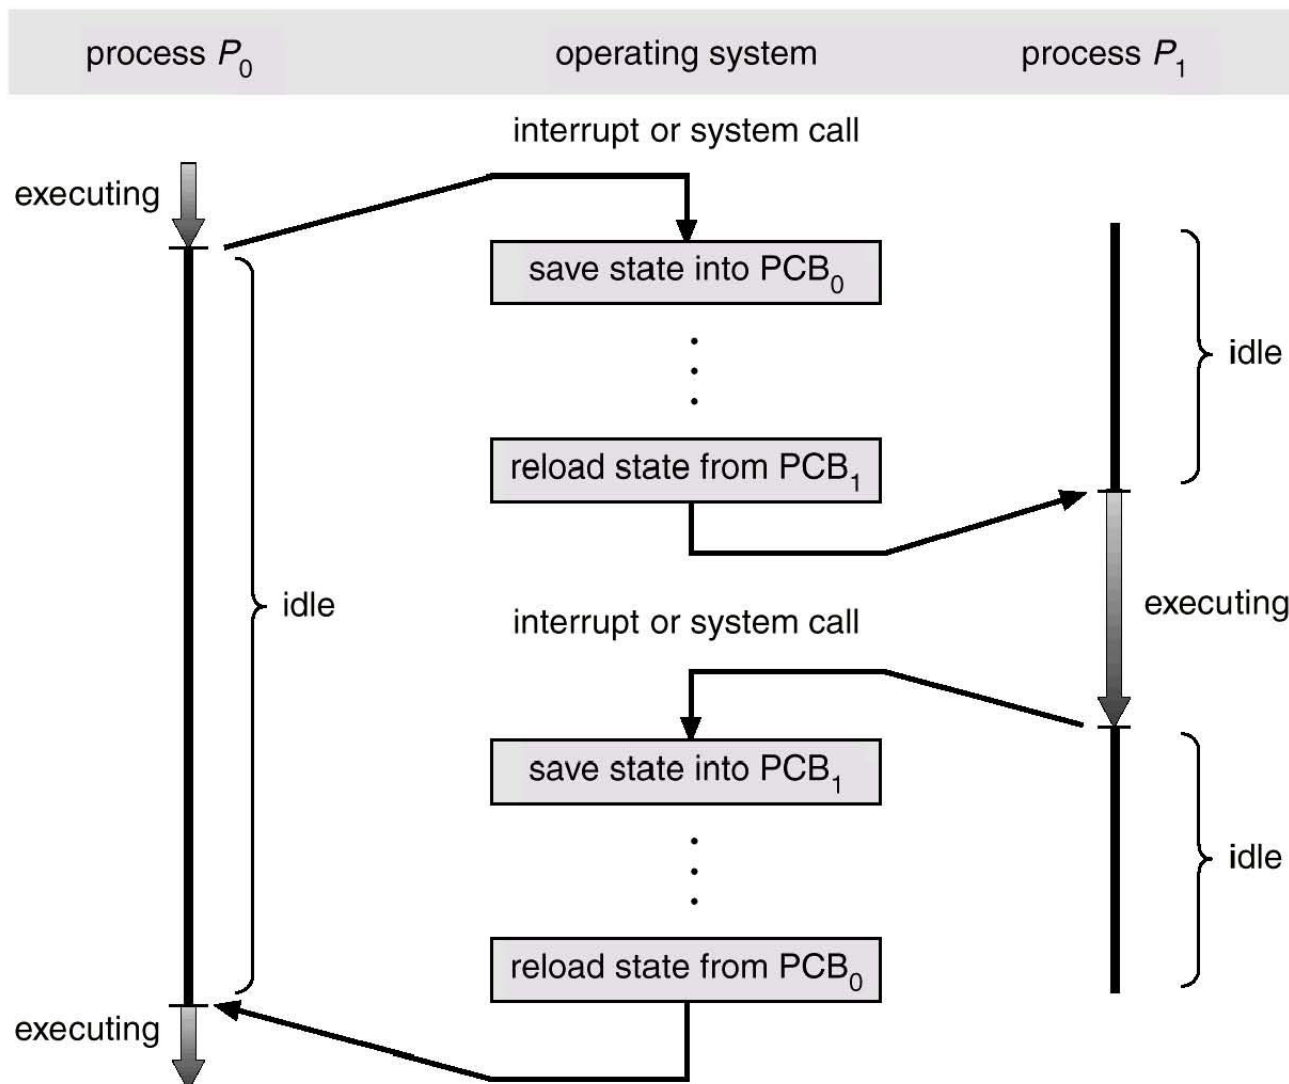 process P₀ operating system process P₁
interrupt or system call
executing
save state into PCB₀
idle
reload state from PCB₁
idle
executing
interrupt or system call
save state into PCB₁
idle
reload state from PCB₀
executing